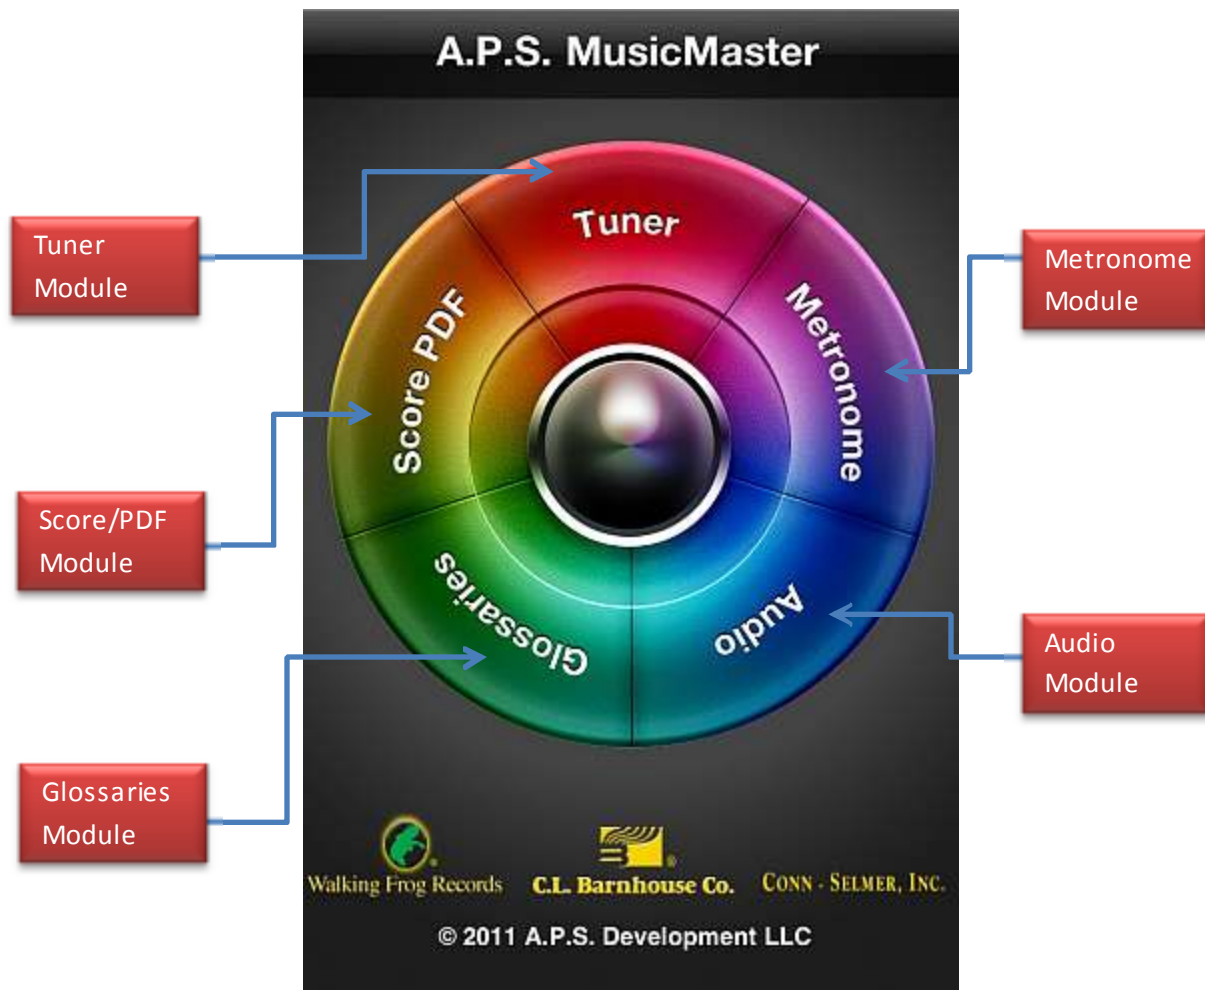 A.P.S. MusicMaster
Tuner
Module
Score/PDF
Module
Glossaries
Module
Tuner
Score PDF
Metronome
Glossaries
Audio
Metronome
Module
Audio
Module
Walking Frog Records
C.L. Barnhouse Co.
CONN - SELMER, INC.
© 2011 A.P.S. Development LLC